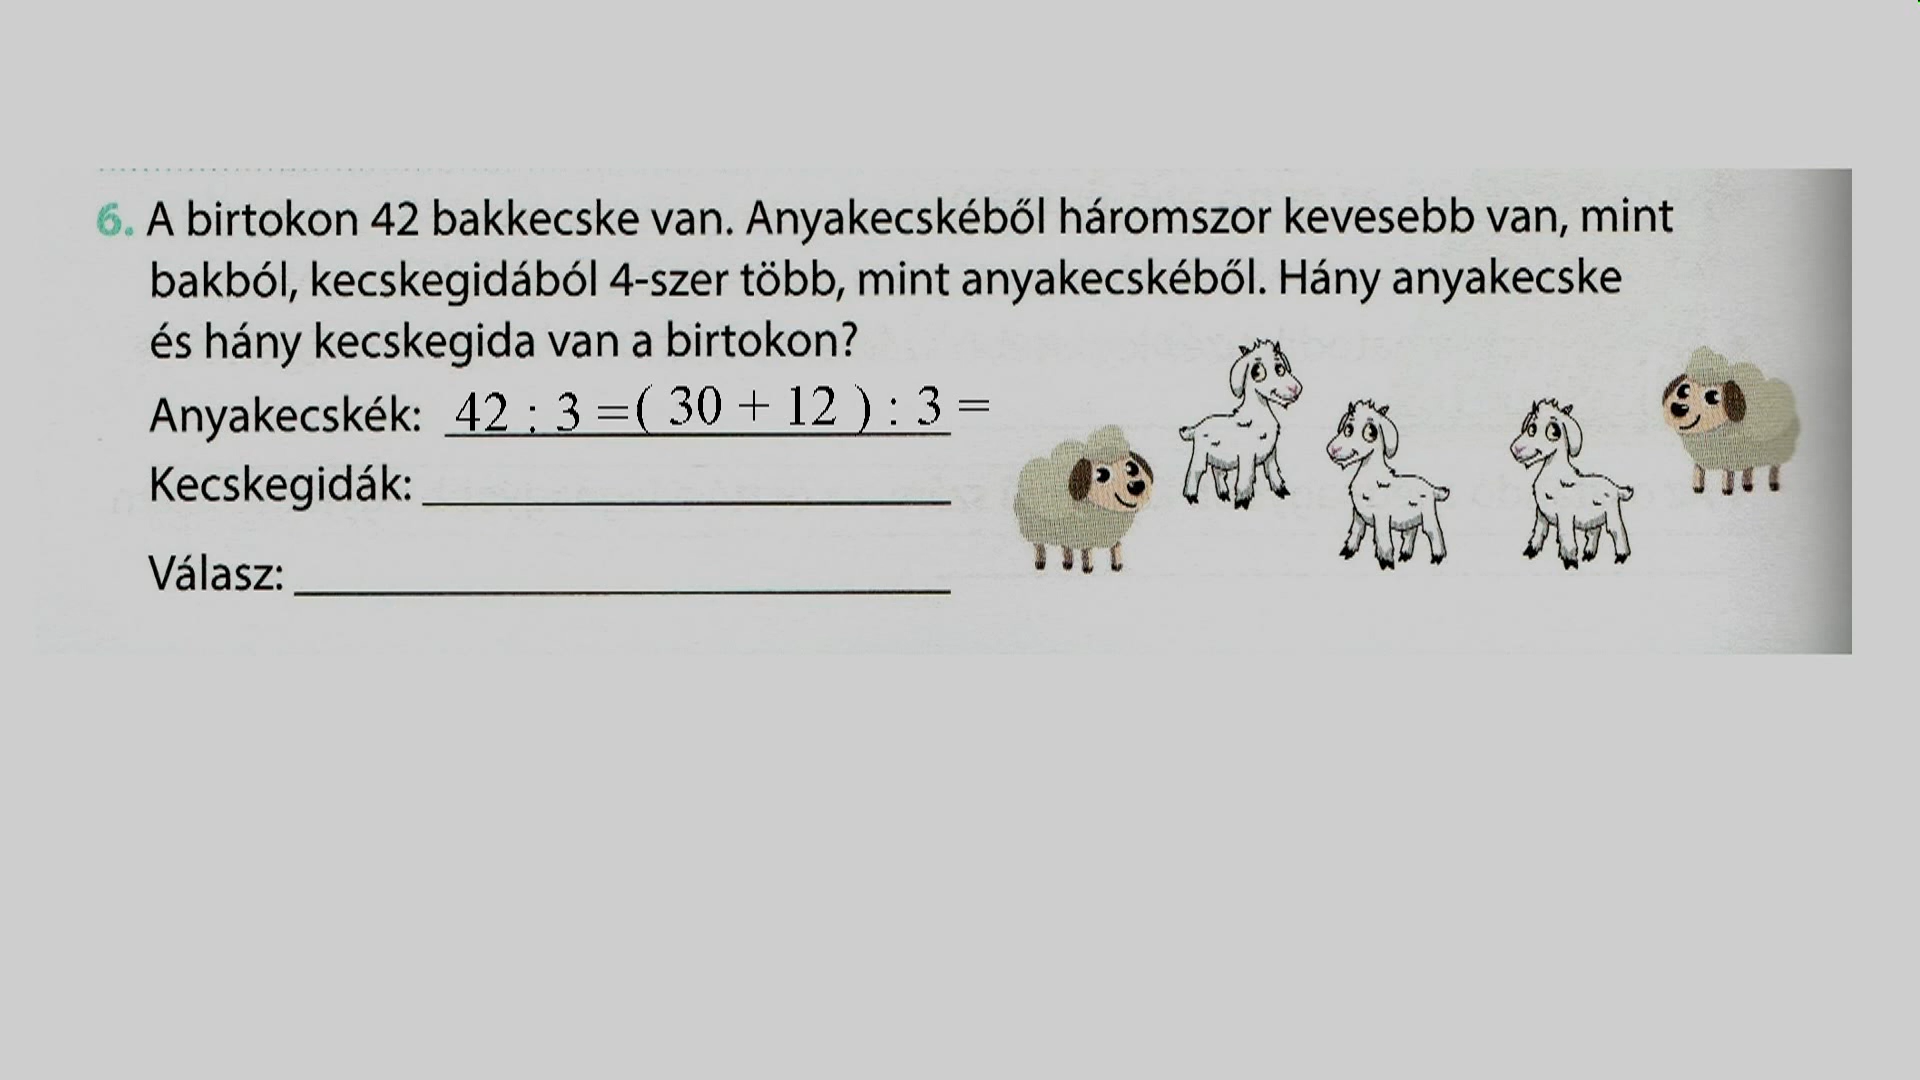 6. A birtokon 42 bakkecske van. Anyakecskéből háromszor kevesebb van, mint
bakból, kecskegidából 4-szer több, mint anyakecskéből. Hány anyakecske
és hány kecskegida van a birtokon?
Anyakecskék: 42 : 3 =( 30 + 12 ) : 3 =
Kecskegidák:
Válasz: